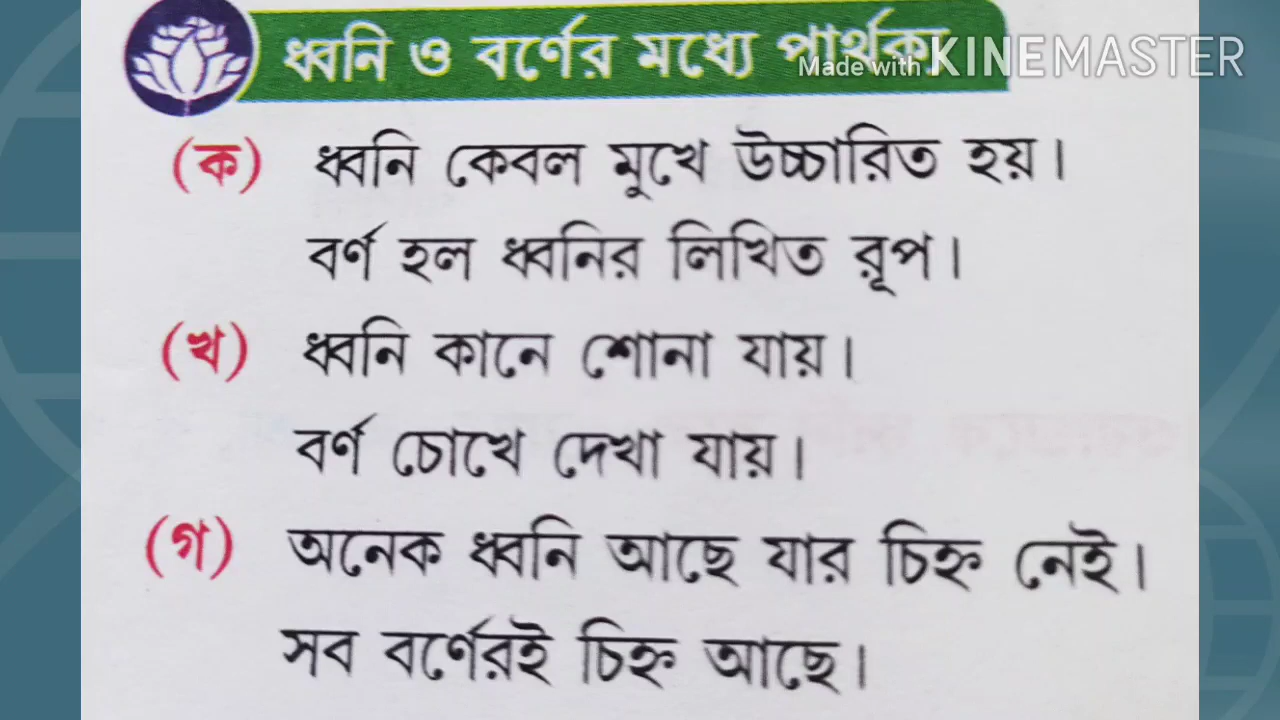 ধ্বনি ও বর্ণের মধ্যে পার্থক্য
Made with KINEMASTER
(ক) ধ্বনি কেবল মুখে উচ্চারিত হয়।
বর্ণ হল ধ্বনির লিখিত রূপ।
(খ) ধ্বনি কানে শোনা যায়।
বর্ণ চোখে দেখা যায়।
(গ) অনেক ধ্বনি আছে যার চিহ্ন নেই।
সব বর্ণেরই চিহ্ন আছে।